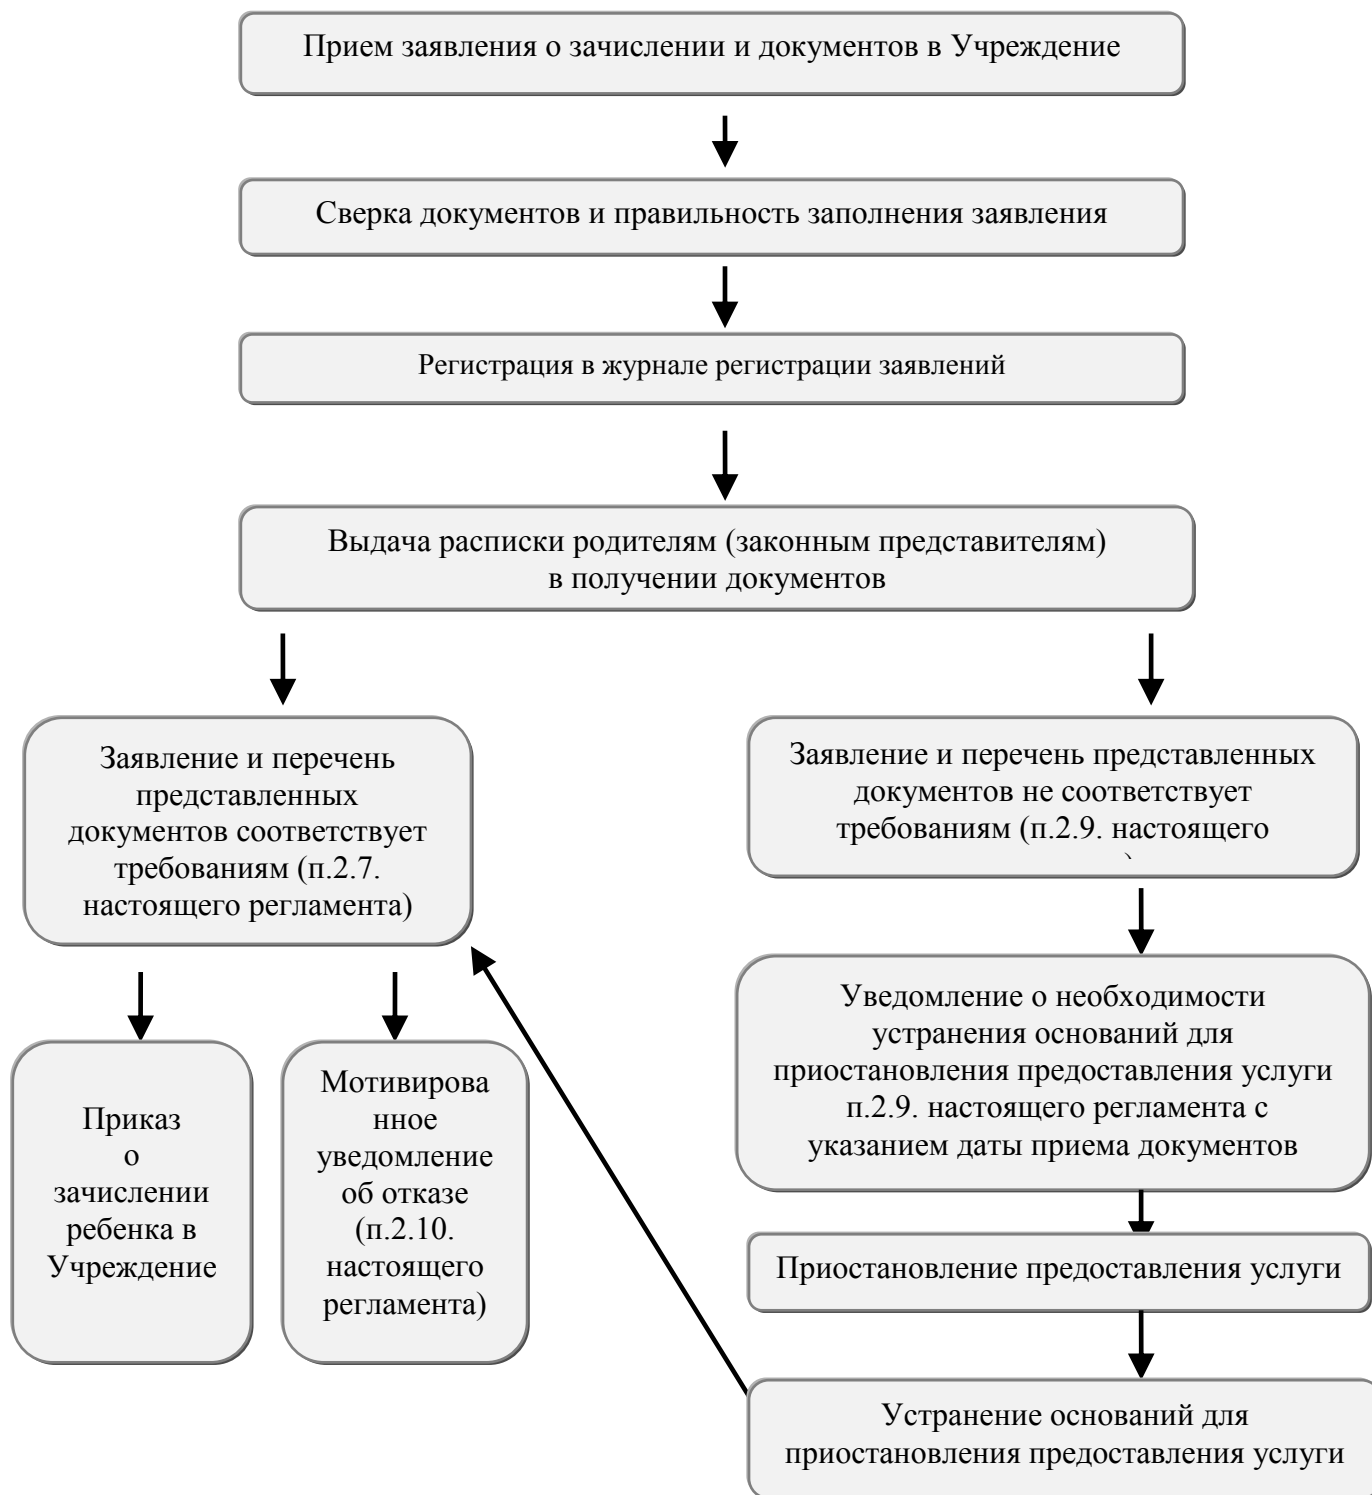 Прием заявления о зачислении и документов в Учреждение
Сверка документов и правильность заполнения заявления
Регистрация в журнале регистрации заявлений
Выдача расписки родителям (законным представителям)
в получении документов
Заявление и перечень
представленных
документов соответствует
требованиям (п.2.7.
настоящего регламента)
Заявление и перечень представленных
документов не соответствует
требованиям (п.2.9. настоящего
Приказ
о
зачислении
ребенка в
Учреждение
Мотивирова
нное
уведомление
об отказе
(п.2.10.
настоящего
регламента)
Уведомление о необходимости
устранения оснований для
приостановления предоставления услуги
п.2.9. настоящего регламента с
указанием даты приема документов
Приостановление предоставления услуги
Устранение оснований для
приостановления предоставления услуги